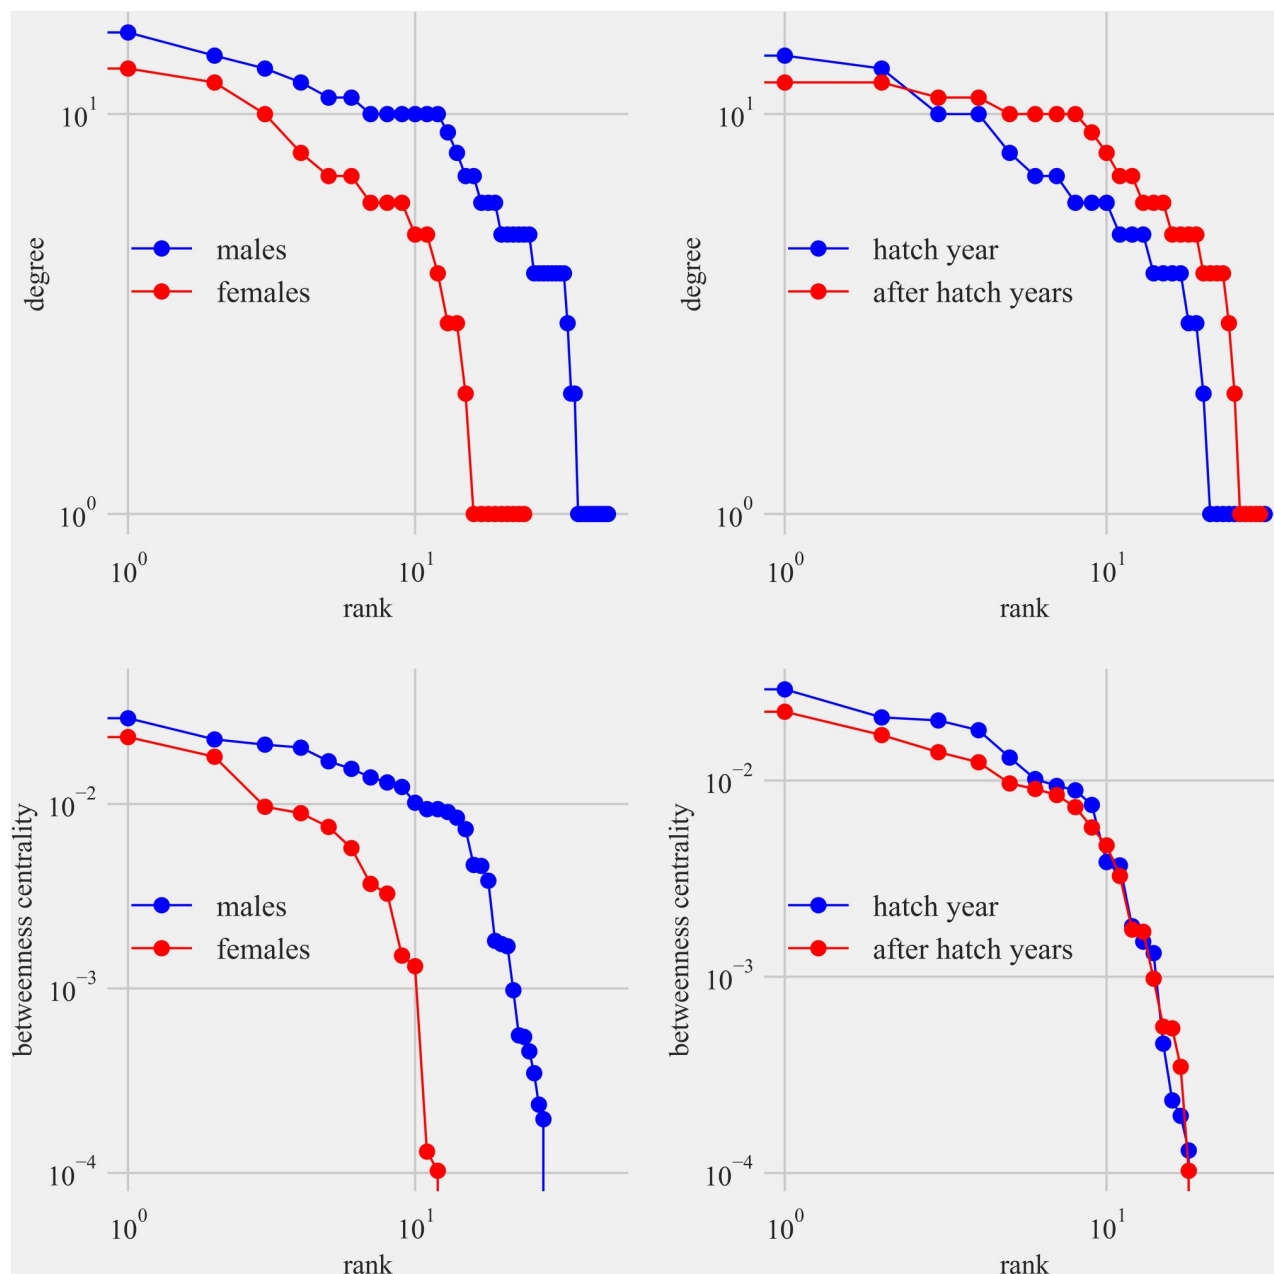 10^1
degree
males
females
10^0
10^0
10^1
rank
10^1
degree
hatch year
after hatch years
10^0
10^0
10^1
rank
10^−2
betweenness centrality
males
females
10^−3
10^−4
10^0
10^1
rank
10^−2
betweenness centrality
hatch year
after hatch years
10^−3
10^−4
10^0
10^1
rank